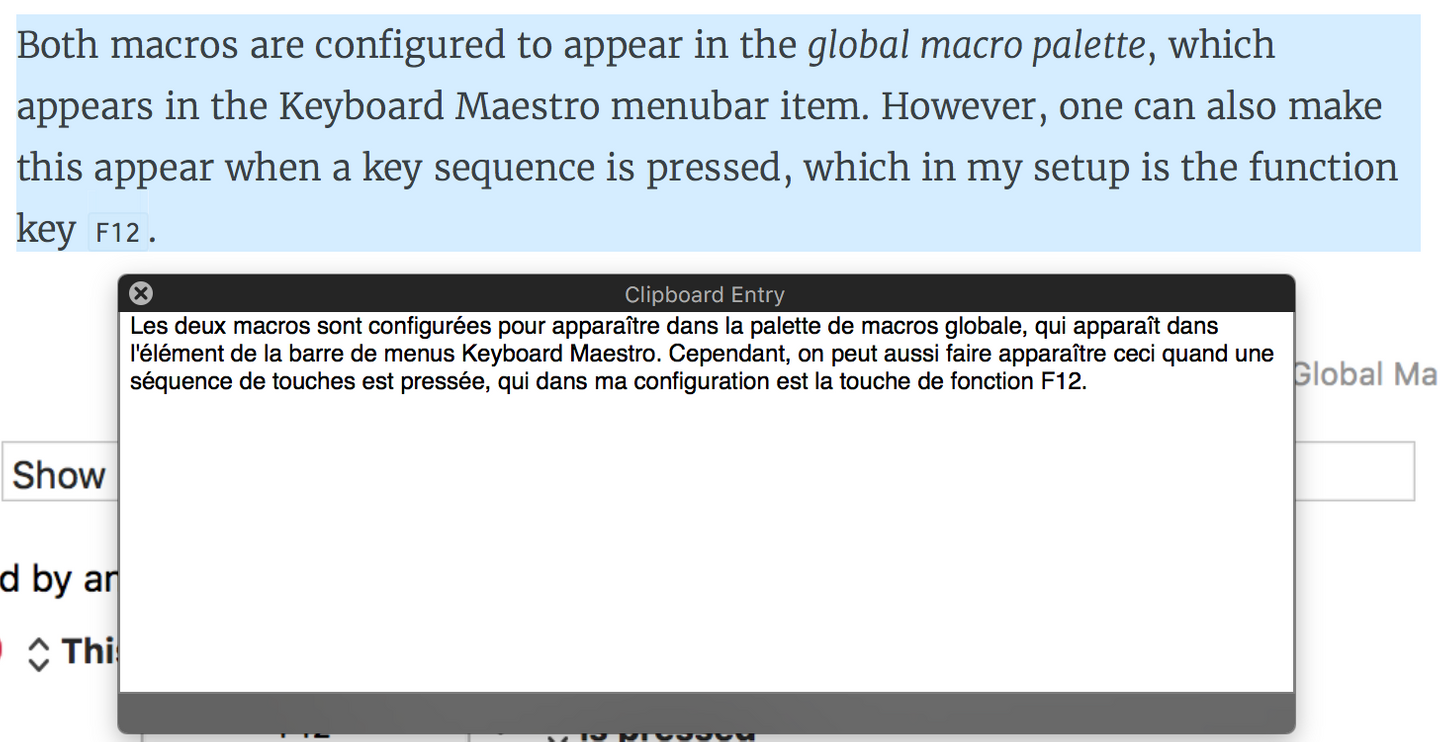 Both macros are configured to appear in the global macro palette, which
appears in the Keyboard Maestro menubar item. However, one can also make
this appear when a key sequence is pressed, which in my setup is the function
key F12.
Clipboard Entry
Les deux macros sont configurées pour apparaître dans la palette de macros globale, qui apparaît dans
l'élément de la barre de menus Keyboard Maestro. Cependant, on peut aussi faire apparaître ceci quand une
séquence de touches est pressée, qui dans ma configuration est la touche de fonction F12.
Global Ma
Show
d by an
This
F12 is pressed